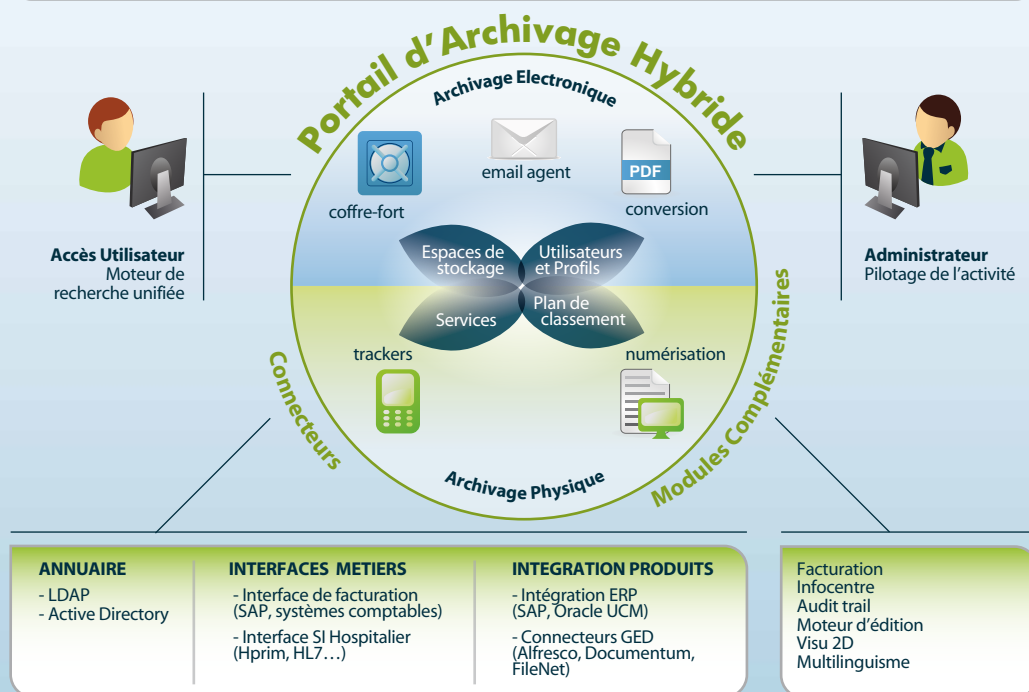 Portail d'Archivage Hybride
Archivage Electronique
coffre-fort
email agent
PDF
conversion
Accès Utilisateur
Moteur de
recherche unifiée
Administrateur
Pilotage de l'activité
Espaces de
stockage
Utilisateurs
et Profils
Services
Plan de
classement
trackers
numérisation
Archivage Physique
Connecteurs
Modules Complémentaires
ANNUAIRE
- LDAP
- Active Directory
INTERFACES METIERS
- Interface de facturation
(SAP, systèmes comptables)
- Interface SI Hospitalier
(Hprim, HL7…)
INTEGRATION PRODUITS
- Intégration ERP
(SAP, Oracle UCM)
- Connecteurs GED
(Alfresco, Documentum,
FileNet)
Facturation
Infocentre
Audit trail
Moteur d'édition
Visu 2D
Multilinguisme